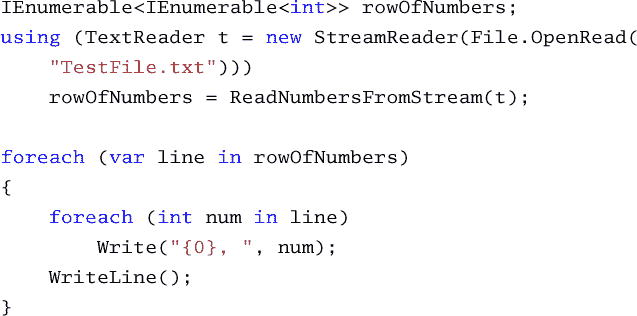 IEnumerable<IEnumerable<int>> rowOfNumbers;
using (TextReader t = new StreamReader(File.OpenRead(
    "TestFile.txt")))
    rowOfNumbers = ReadNumbersFromStream(t);

foreach (var line in rowOfNumbers)
{
    foreach (int num in line)
        Write("{0}, ", num);
    WriteLine();
}